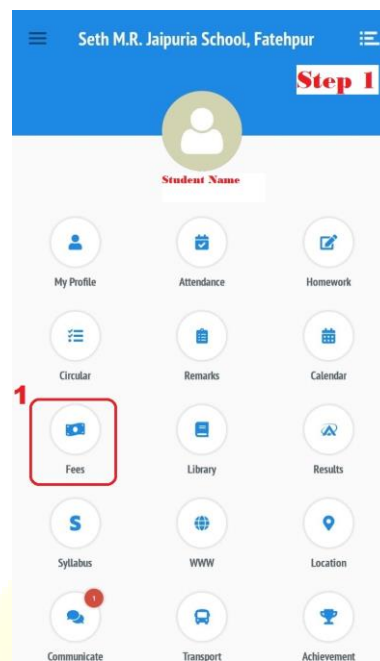 Seth M.R. Jaipuria School, Fatehpur
Step 1
Student Name
My Profile Attendance Homework
Circular Remarks Calendar
1
Fees Library Results
S
Syllabus WWW Location
1
Communicate Transport Achievement